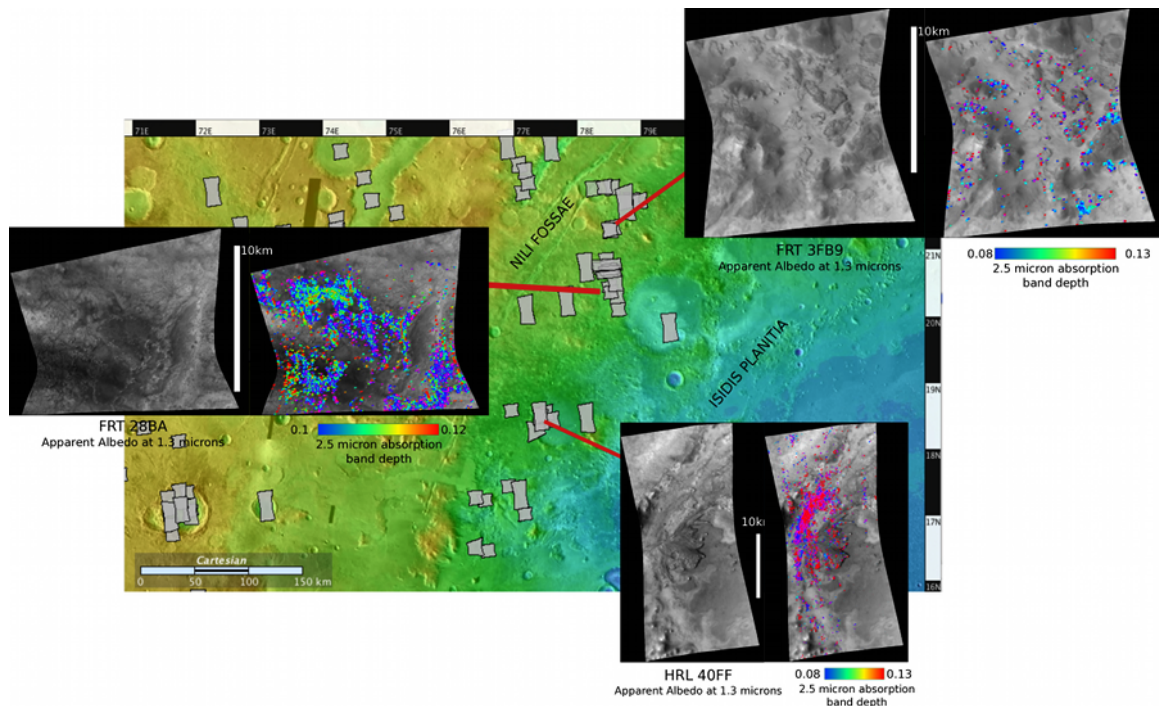 10km
71E 72E 73E 74E 75E 76E 77E 78E 79E
NILI FOSSAE
FRT 3FB9
Apparent Albedo at 1.3 microns
0.08 0.13
2.5 micron absorption
band depth
10km
21N
20N
19N
18N
17N
16N
ISIDIS PLANITIA
FRT 28BA
Apparent Albedo at 1.3 microns
0.1 0.12
2.5 micron absorption
band depth
Cartesian
0 50 100 150 km
10k
HRL 40FF
Apparent Albedo at 1.3 microns
0.08 0.13
2.5 micron absorption
band depth